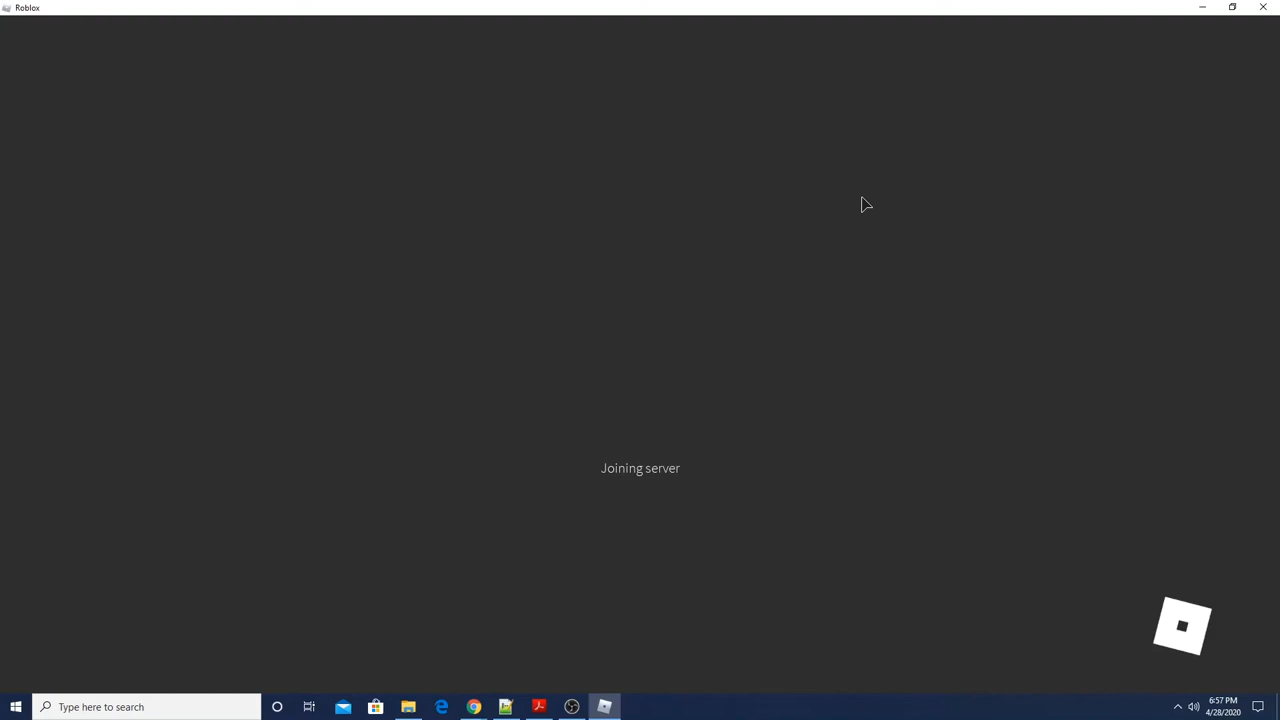 Roblox
Joining server
Type here to search
6:57 PM
4/28/2020